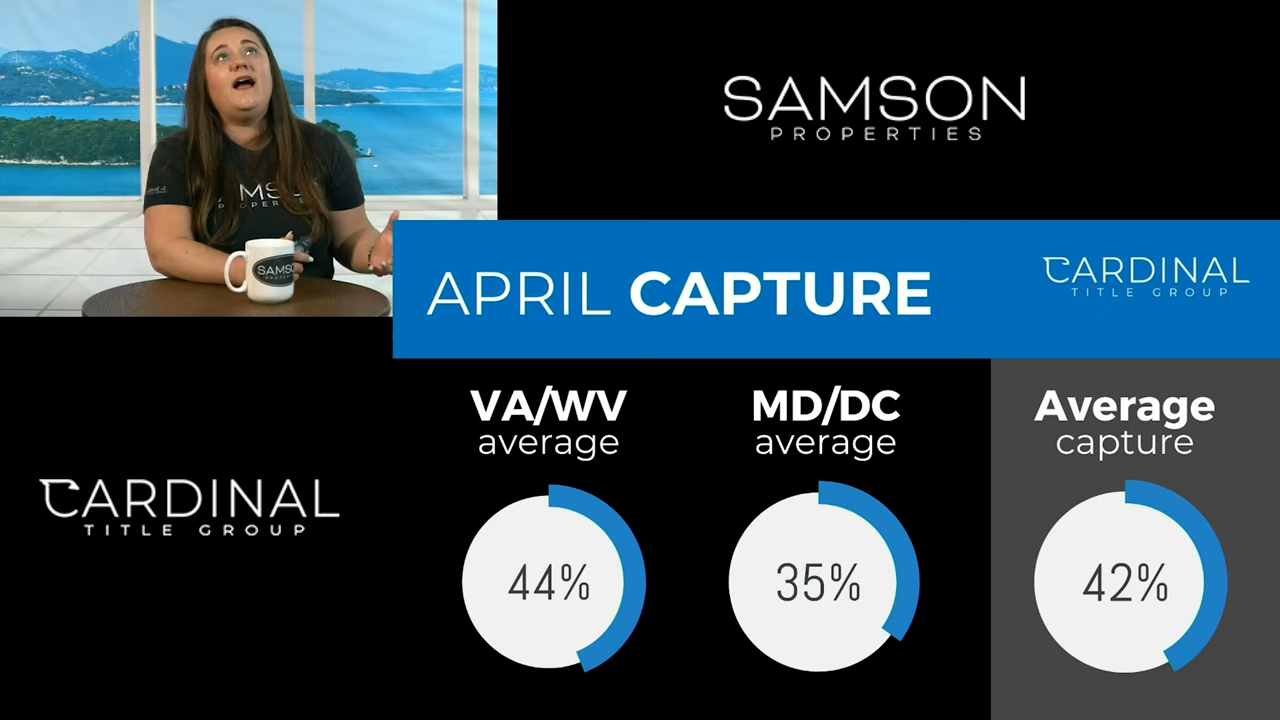 SAMSON
PROPERTIES
SAMSON
APRIL CAPTURE
CARDINAL
TITLE GROUP
VA/WV
average
MD/DC
average
Average
capture
CARDINAL
TITLE GROUP
44%
35%
42%